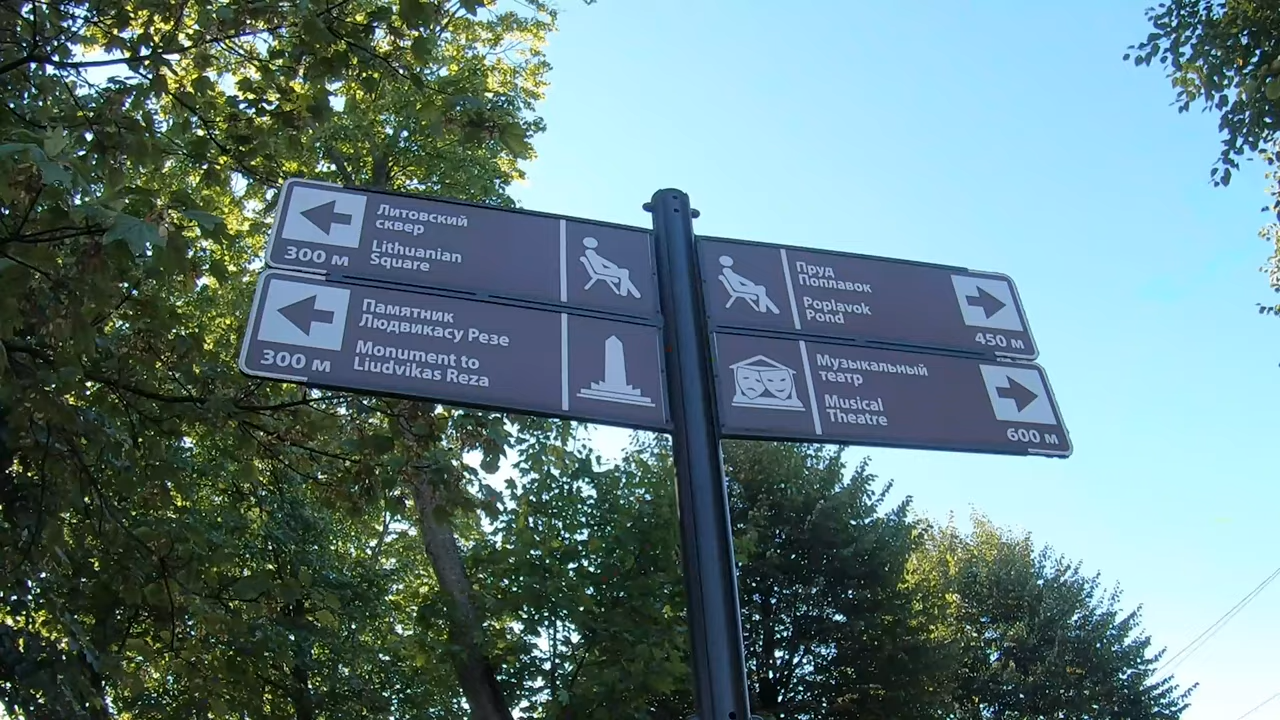 Литовский
сквер
Lithuanian
Square
300 м
Памятник
Людвикасу Резе
Monument to
Liudvikas Reza
300 м
Пруд
Поплавок
Poplavok
Pond
450 м
Музыкальный
театр
Musical
Theatre
600 м